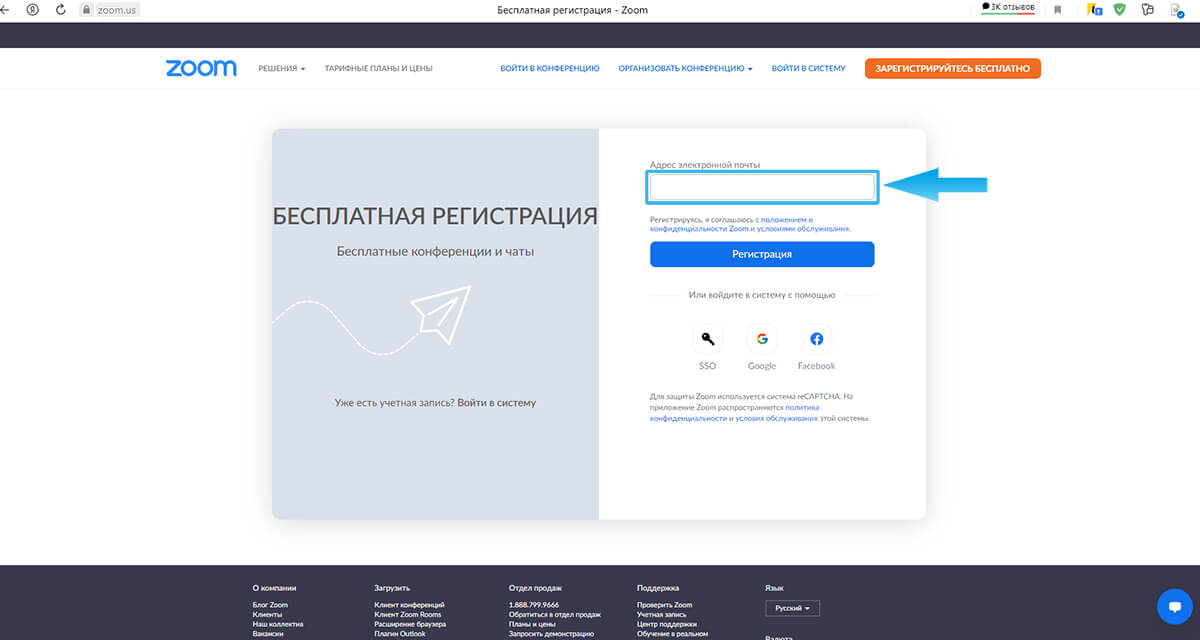 zoom.us
Бесплатная регистрация - Zoom
3K отзывов
zoom
РЕШЕНИЯ
ТАРИФНЫЕ ПЛАНЫ И ЦЕНЫ
ВОЙТИ В КОНФЕРЕНЦИЮ
ОРГАНИЗОВАТЬ КОНФЕРЕНЦИЮ
ВОЙТИ В СИСТЕМУ
ЗАРЕГИСТРИРУЙТЕСЬ БЕСПЛАТНО
БЕСПЛАТНАЯ РЕГИСТРАЦИЯ
Бесплатные конференции и чаты
Уже есть учетная запись? Войти в систему
Адрес электронной почты
Регистрируясь, я соглашаюсь с положением о
конфиденциальности Zoom и условиями обслуживания.
Регистрация
Или войдите в систему с помощью
SSO
Google
Facebook
Для защиты Zoom используется система reCAPTCHA. На
приложение Zoom распространяются политика
конфиденциальности и условия обслуживания этой системы.
О компании
Блог Zoom
Клиенты
Наш коллектив
Вакансии
Загрузить
Клиент конференций
Клиент Zoom Rooms
Расширение браузера
Плагин Outlook
Отдел продаж
1.888.799.9666
Обратиться в отдел продаж
Планы и цены
Запросить демонстрацию
Поддержка
Проверить Zoom
Учетная запись
Центр поддержки
Обучение в реальном
Язык
Русский
Валюта